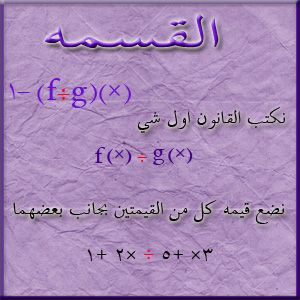 القسمه
١- (f÷g)(×)
نكتب القانون اول شي
f (×) ÷ g (×)
نضع قيمه كل من القيمتين بجانب بعضهما
١+ ٢× ÷ ٥ +×٣